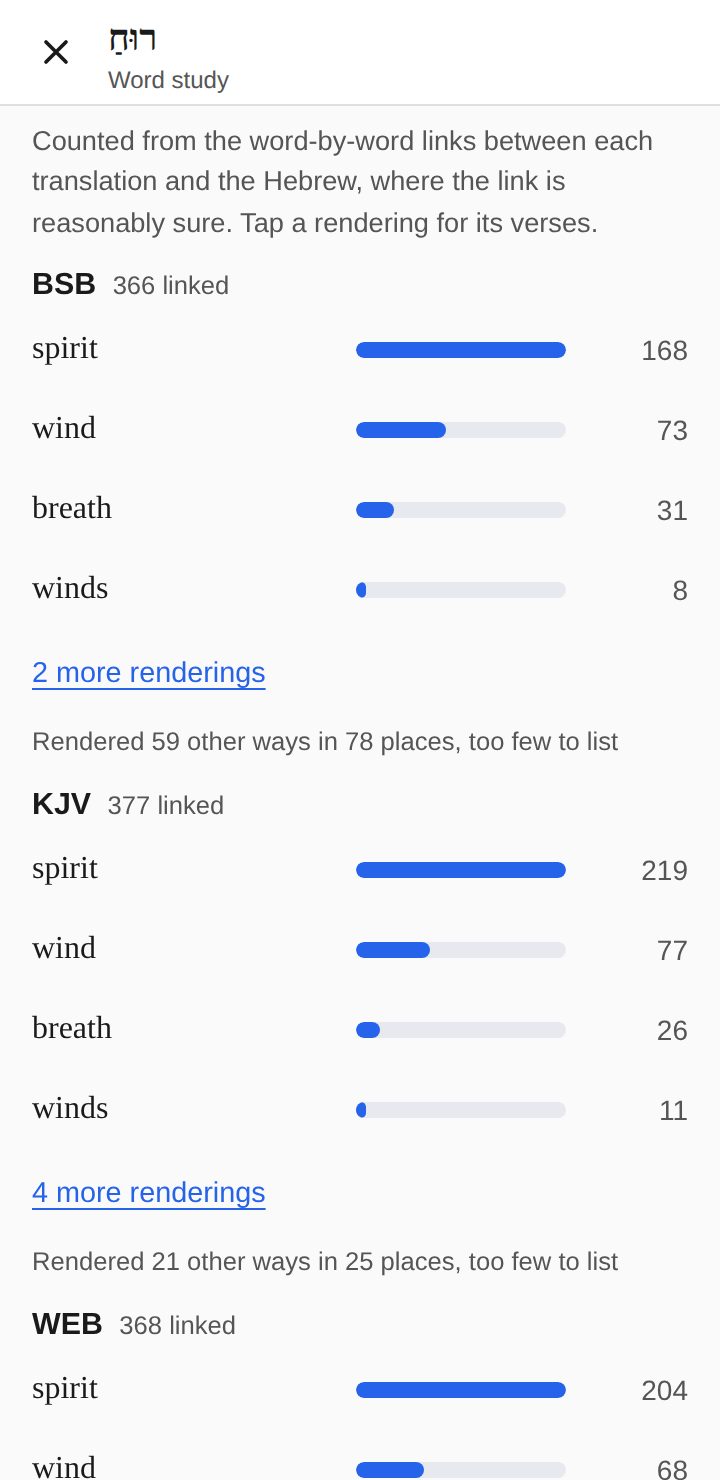 רוּחַ
Word study
Counted from the word-by-word links between each
translation and the Hebrew, where the link is
reasonably sure. Tap a rendering for its verses.
BSB 366 linked
spirit 168
wind 73
breath 31
winds 8
2 more renderings
Rendered 59 other ways in 78 places, too few to list
KJV 377 linked
spirit 219
wind 77
breath 26
winds 11
4 more renderings
Rendered 21 other ways in 25 places, too few to list
WEB 368 linked
spirit 204
wind 68